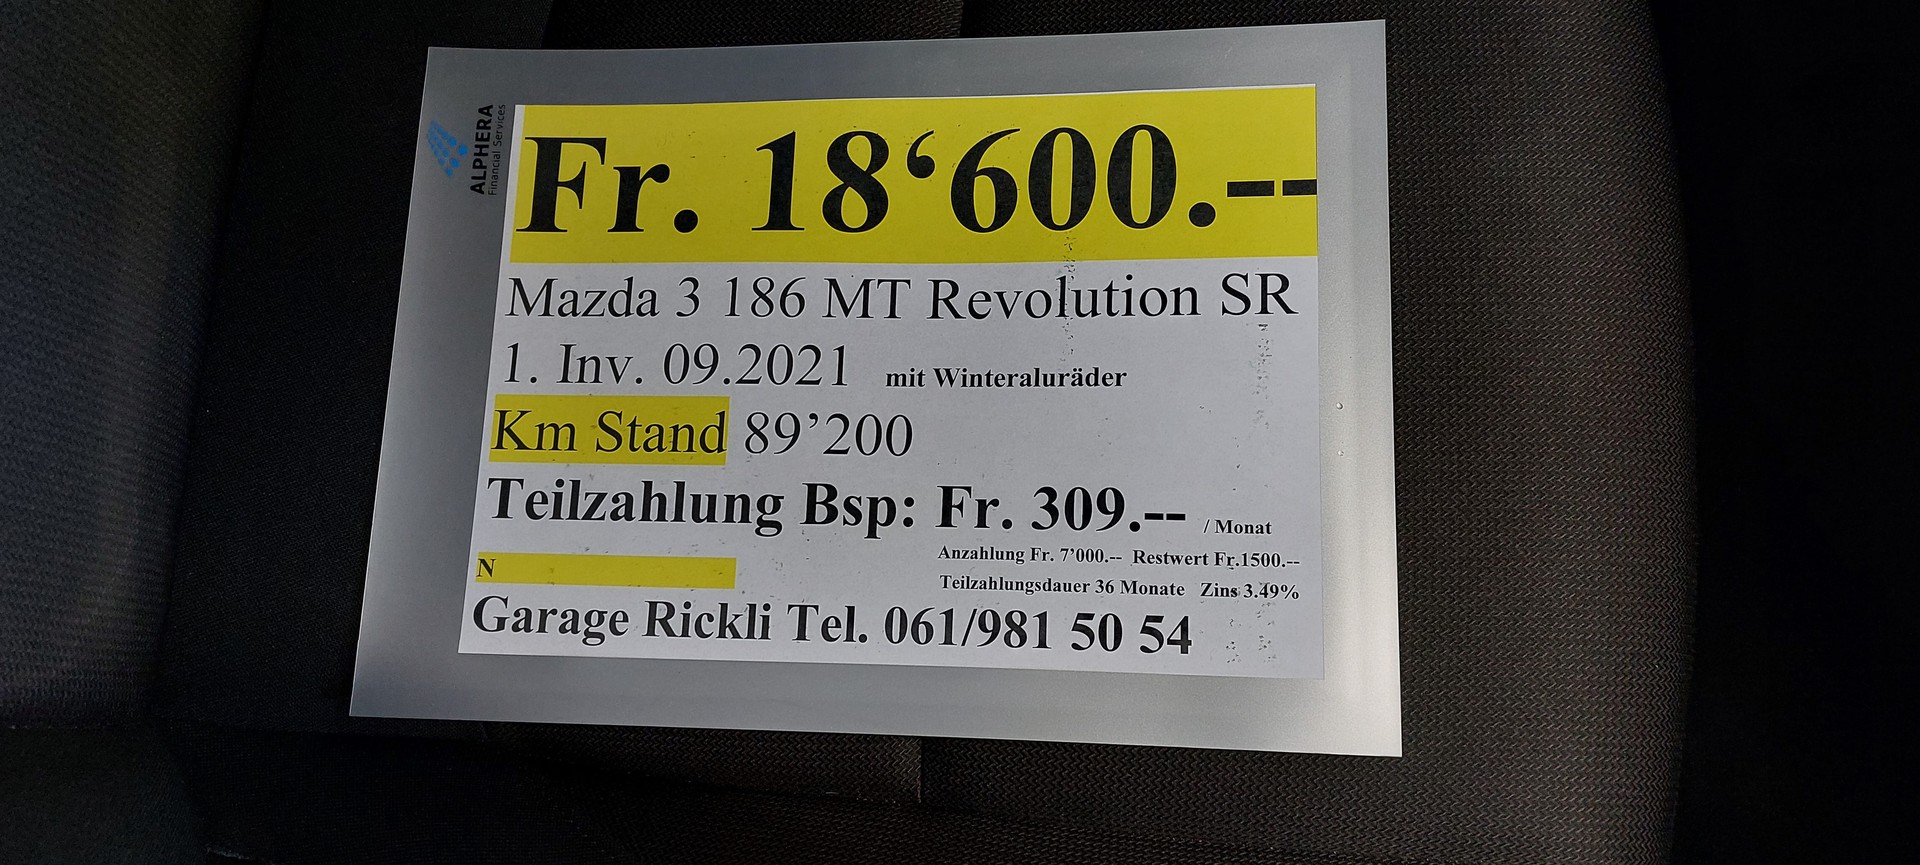 ALPHERA
Financial Services
Fr. 18‘600.--
Mazda 3 186 MT Revolution SR
1. Inv. 09.2021 mit Winteraluräder
Km Stand 89’200
Teilzahlung Bsp: Fr. 309.-- / Monat
Anzahlung Fr. 7’000.-- Restwert Fr.1500.--
N
Teilzahlungsdauer 36 Monate Zins 3.49%
Garage Rickli Tel. 061/981 50 54